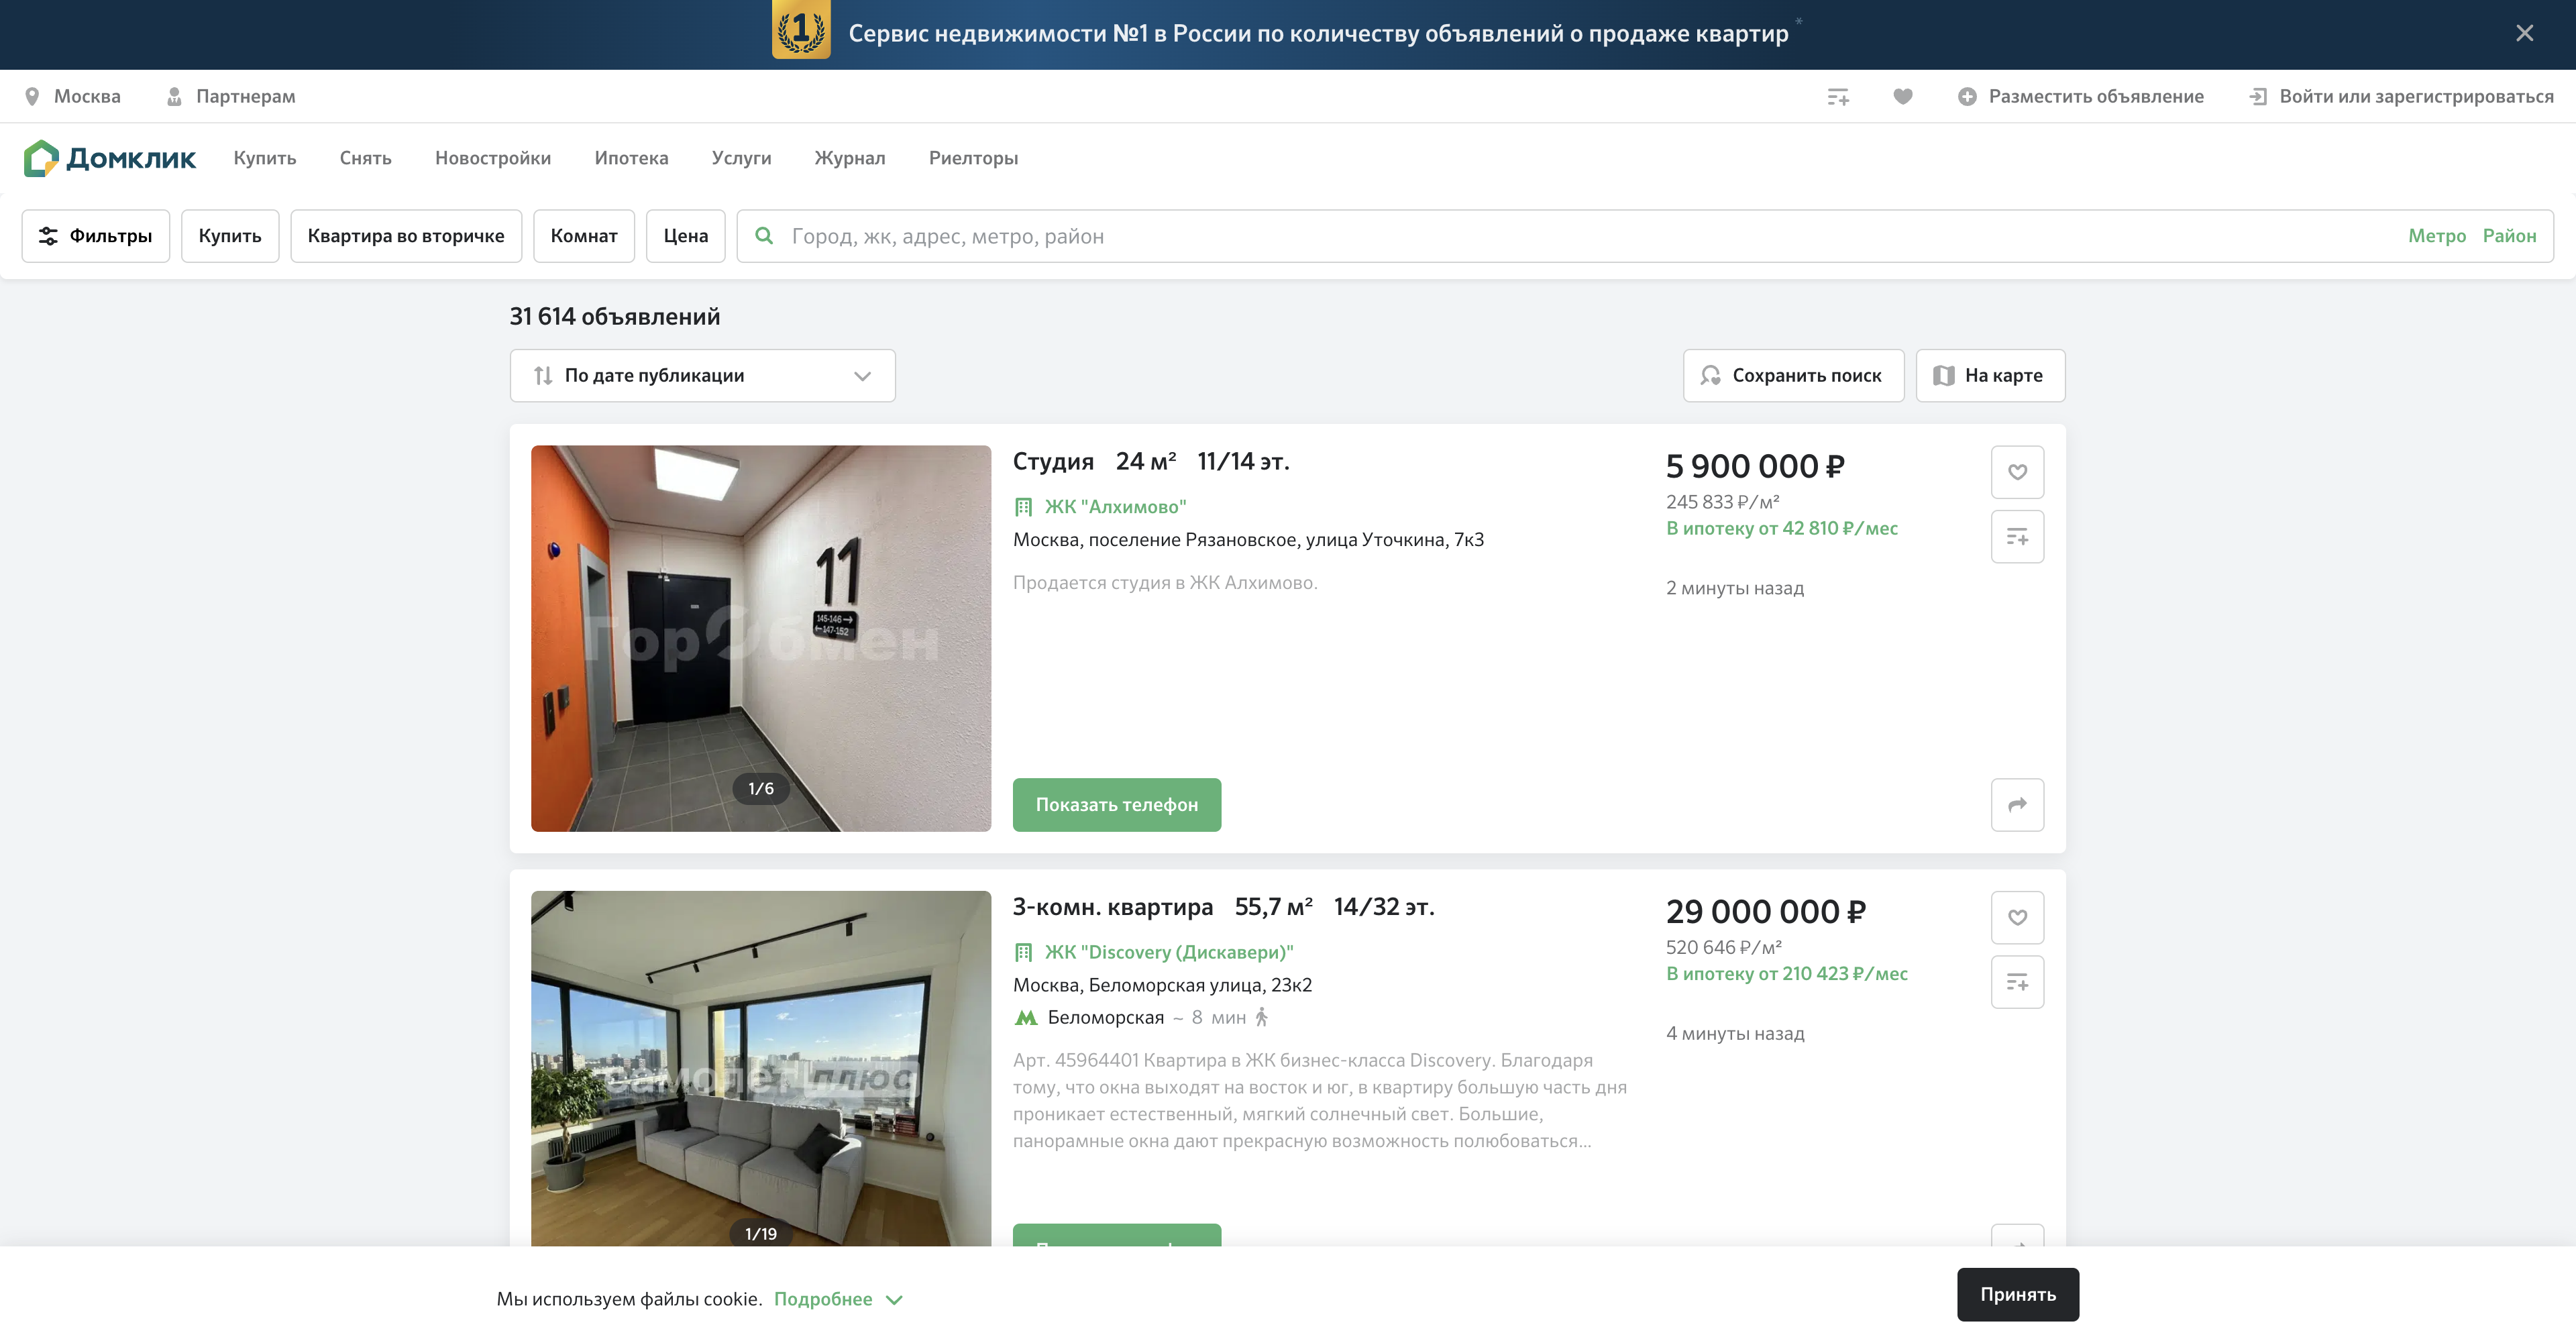 1
Сервис недвижимости №1 в России по количеству объявлений о продаже квартир *
Москва Партнерам Разместить объявление Войти или зарегистрироваться
Домклик Купить Снять Новостройки Ипотека Услуги Журнал Риелторы
Фильтры Купить Квартира во вторичке Комнат Цена Город, жк, адрес, метро, район Метро Район
31 614 объявлений
По дате публикации Сохранить поиск На карте
11
145-146 →
← 147-152
ГорОбмен
1/6
Студия 24 м² 11/14 эт.
ЖК "Алхимово"
Москва, поселение Рязановское, улица Уточкина, 7к3
Продается студия в ЖК Алхимово.
Показать телефон
5 900 000 ₽
245 833 ₽/м²
В ипотеку от 42 810 ₽/мес
2 минуты назад
самолет плюс
1/19
3-комн. квартира 55,7 м² 14/32 эт.
ЖК "Discovery (Дискавери)"
Москва, Беломорская улица, 23к2
Беломорская ~ 8 мин
Арт. 45964401 Квартира в ЖК бизнес-класса Discovery. Благодаря
тому, что окна выходят на восток и юг, в квартиру большую часть дня
проникает естественный, мягкий солнечный свет. Большие,
панорамные окна дают прекрасную возможность полюбоваться...
29 000 000 ₽
520 646 ₽/м²
В ипотеку от 210 423 ₽/мес
4 минуты назад
Мы используем файлы cookie. Подробнее
Принять